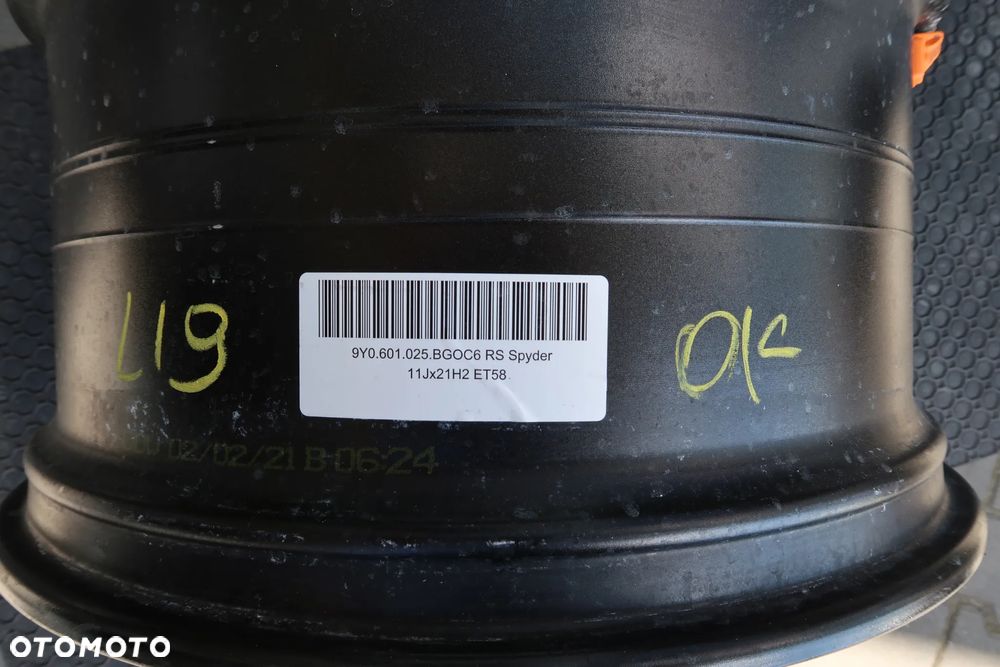 9Y0.601.025.BGOC6 RS Spyder
11Jx21H2 ET58
L19
OK
02/02/21 B 06:24
OTOMOTO